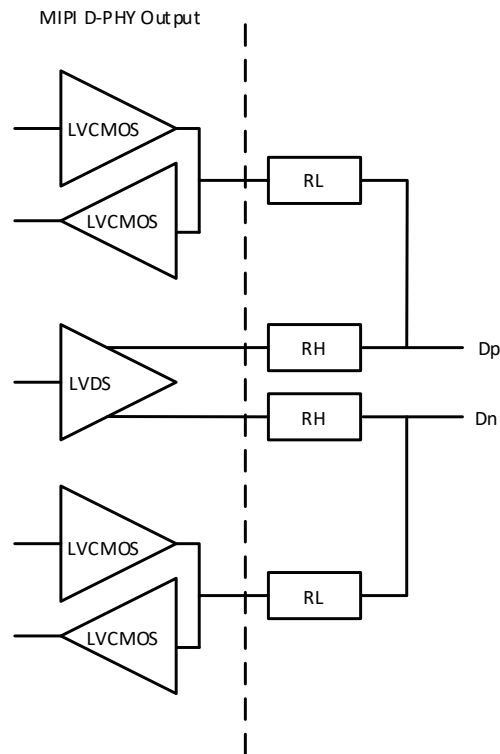 MIPI D-PHY Output
LVCMOS
RL
LVCMOS
RH
Dp
LVDS
RH
Dn
LVCMOS
RL
LVCMOS